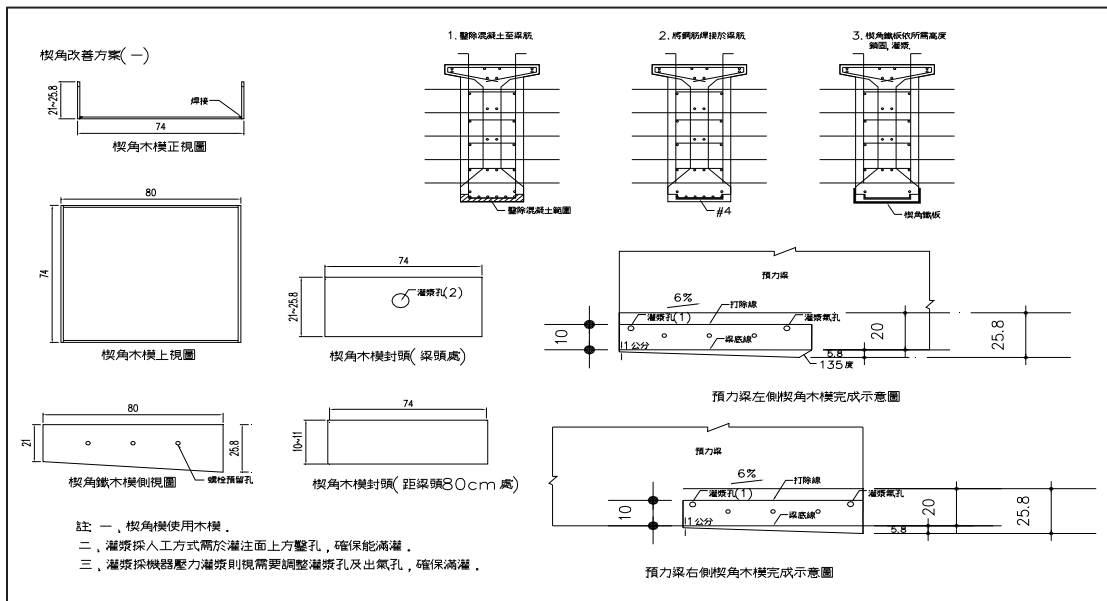 楔角改善方案(一)
21~25.8
焊接
74
楔角木模正視圖
80
74
楔角木模上視圖
80
21
25.8
螺栓預留孔
楔角鐵木模側視圖
74
21~25.8
灌漿孔(2)
楔角木模封頭(梁頭處)
74
10~11
楔角木模封頭(距梁頭80cm處)
1. 鑿除混凝土至梁筋.
鑿除混凝土範圍
2. 將鋼筋焊接於梁筋.
#4
3. 楔角鐵板依所需高度
鎖固, 灌漿.
楔角鐵板
預力梁
6%
打除線
灌漿孔(1)
灌漿氣孔
10
梁底線
1公分
135度
5.8
20
25.8
預力梁左側楔角木模完成示意圖
預力梁
6%
打除線
灌漿孔(1)
灌漿氣孔
10
梁底線
1公分
5.8
20
25.8
預力梁右側楔角木模完成示意圖
註: 一、楔角模使用木模.
二、灌漿採人工方式需於灌注面上方鑿孔,確保能滿灌.
三、灌漿採機器壓力灌漿則視需要調整灌漿孔及出氣孔,確保滿灌.